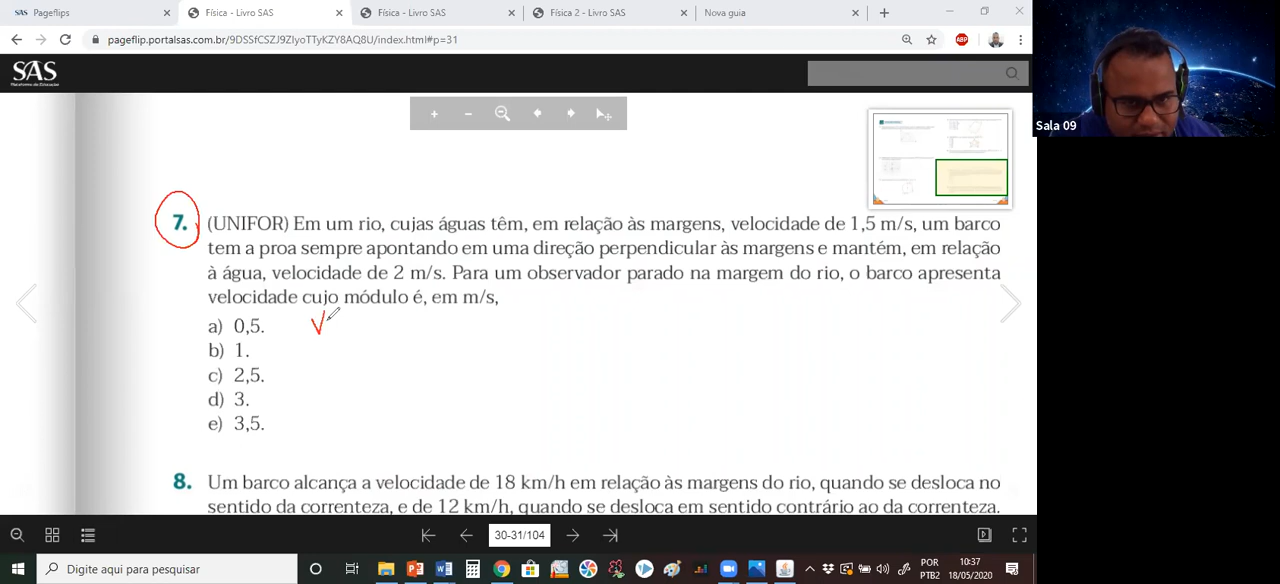 Pageflips
Física - Livro SAS
Física - Livro SAS
Física 2 - Livro SAS
Nova guia
pageflip.portalsas.com.br/9DSSfCSZJ9ZIyoTTyKZY8AQ8U/index.html#p=31
ABP
SAS
Plataforma de Educação
Sala 09
7. (UNIFOR) Em um rio, cujas águas têm, em relação às margens, velocidade de 1,5 m/s, um barco
tem a proa sempre apontando em uma direção perpendicular às margens e mantém, em relação
à água, velocidade de 2 m/s. Para um observador parado na margem do rio, o barco apresenta
velocidade cujo módulo é, em m/s,
a) 0,5.
V
b) 1.
c) 2,5.
d) 3.
e) 3,5.
8. Um barco alcança a velocidade de 18 km/h em relação às margens do rio, quando se desloca no
sentido da correnteza, e de 12 km/h, quando se desloca em sentido contrário ao da correnteza.
30-31/104
Digite aqui para pesquisar
POR
PTB2
10:37
18/05/2020